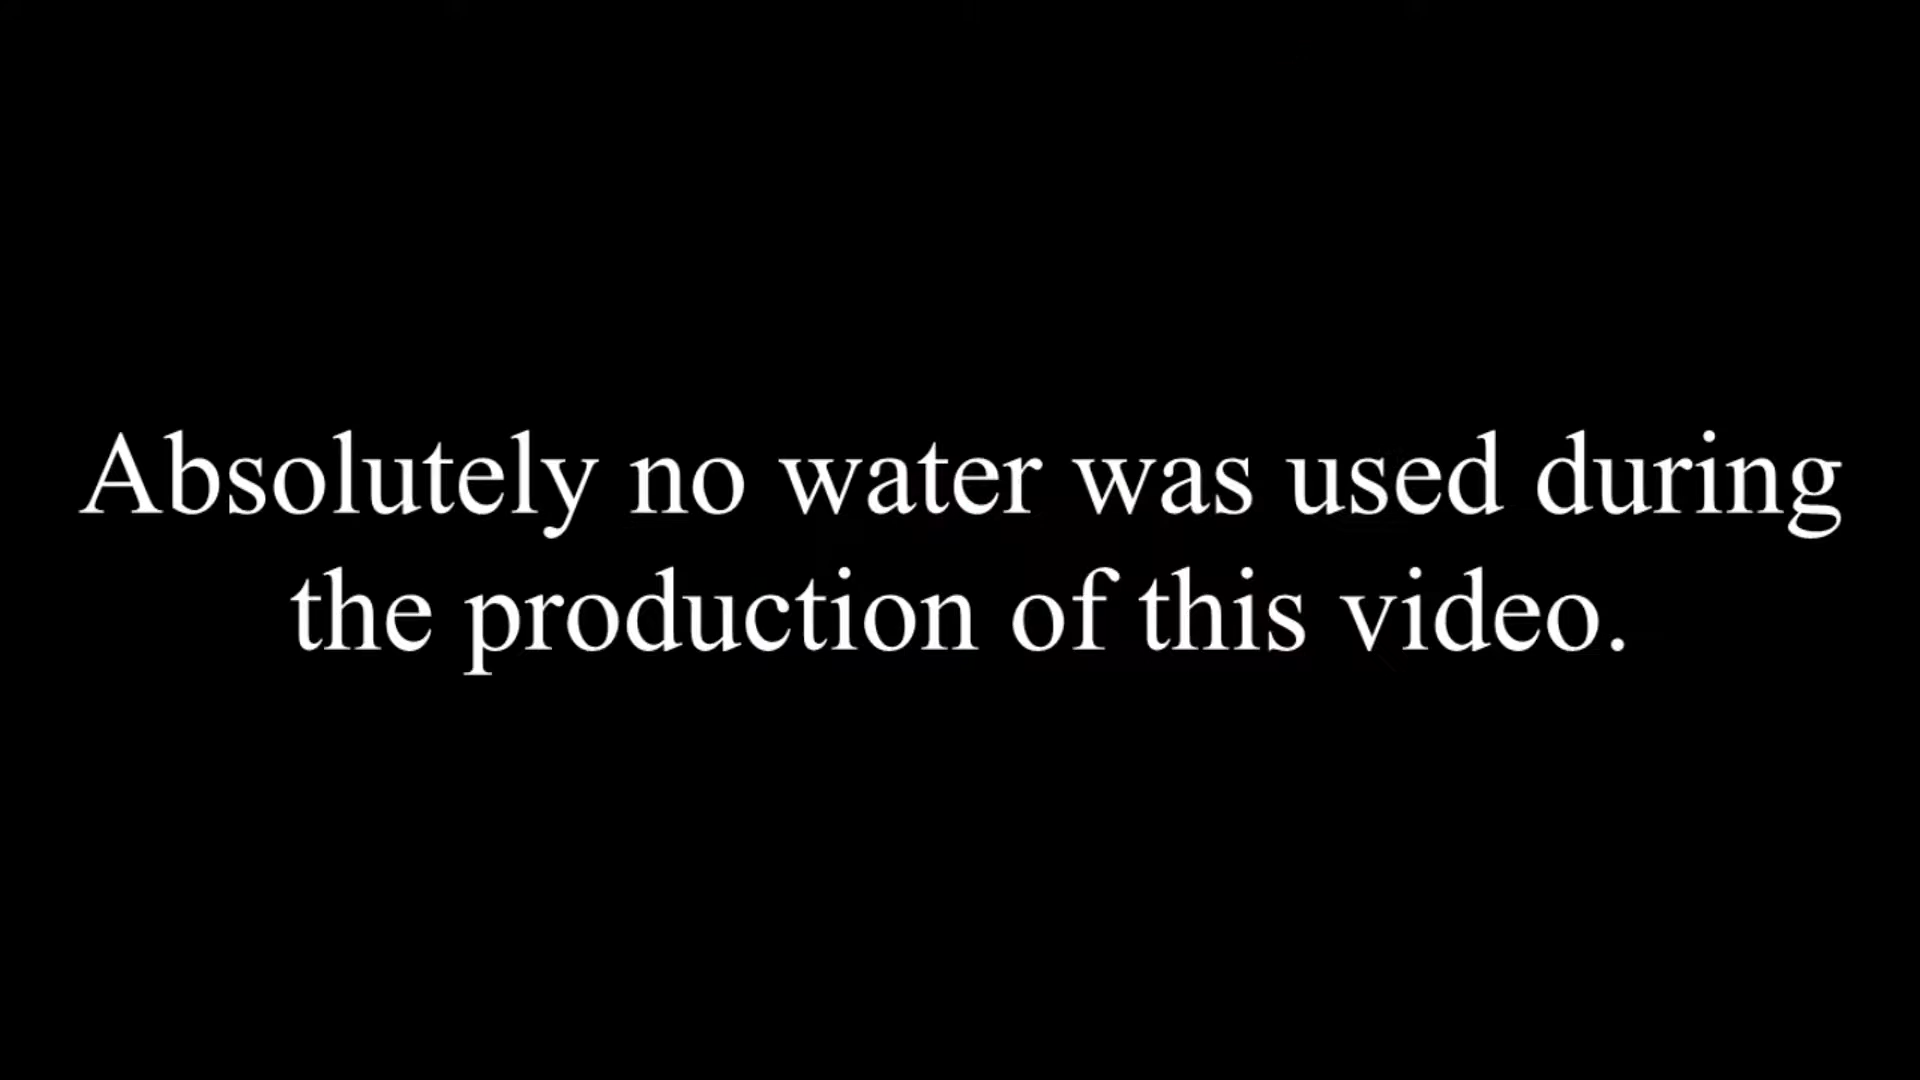 Absolutely no water was used during
the production of this video.